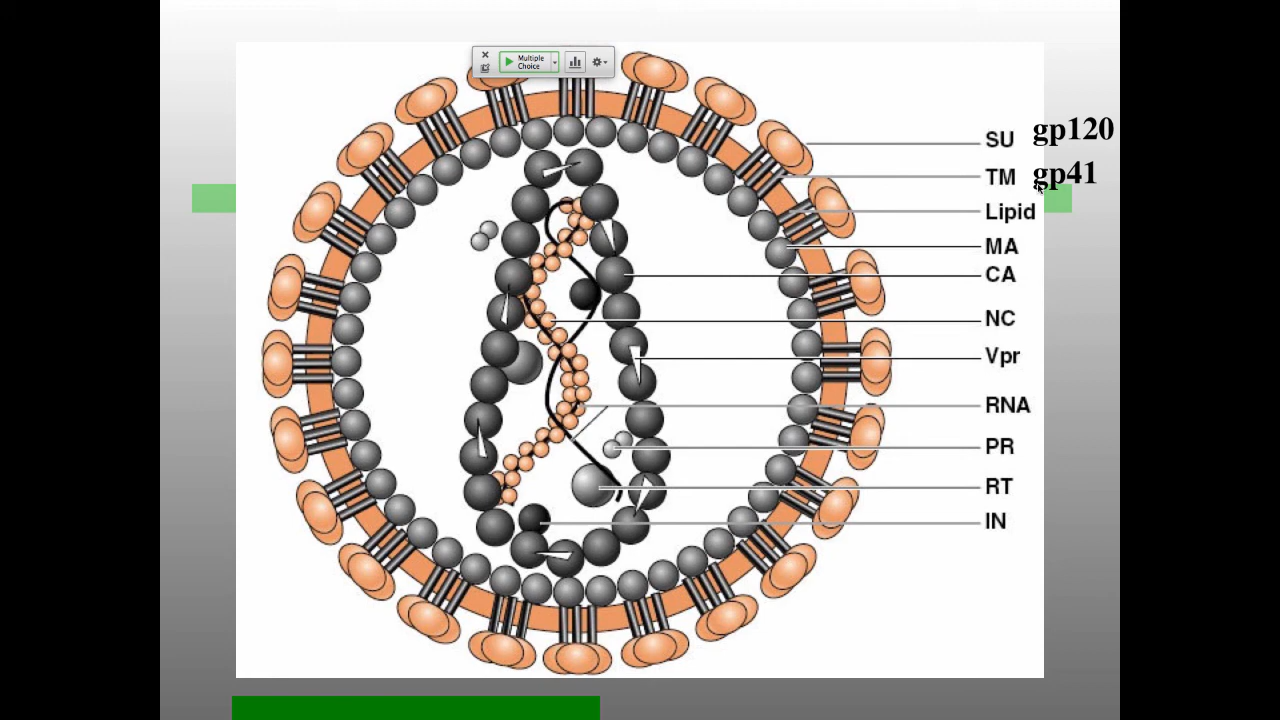 Multiple
Choice
SU gp120
TM gp41
Lipid
MA
CA
NC
Vpr
RNA
PR
RT
IN